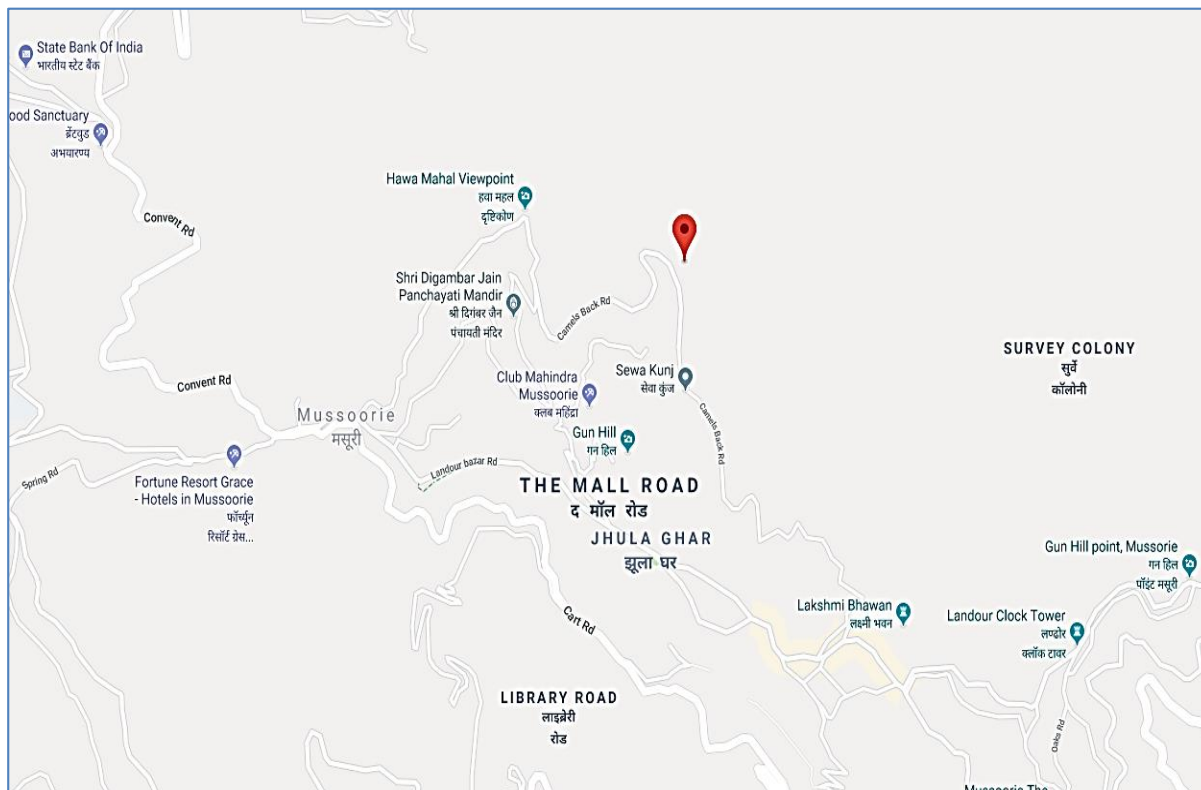 State Bank Of India
भारतीय स्टेट बैंक
ood Sanctuary
ब्रेंटवुड
अभयारण्य
Convent Rd
Hawa Mahal Viewpoint
हवा महल
दृष्टिकोण
Shri Digambar Jain
Panchayati Mandir
श्री दिगंबर जैन
पंचायती मंदिर
Camels Back Rd
SURVEY COLONY
सुर्वे
कॉलोनी
Convent Rd
Club Mahindra
Mussoorie
क्लब महिंद्रा
Sewa Kunj
सेवा कुंज
Camels Back Rd
Mussoorie
मसूरी
Gun Hill
गन हिल
Landour bazar Rd
Spring Rd
Fortune Resort Grace
- Hotels in Mussoorie
फॉर्च्यून
रिसॉर्ट ग्रेस...
THE MALL ROAD
द मॉल रोड
JHULA GHAR
झूला घर
Gun Hill point, Mussorie
गन हिल
पॉइंट मसूरी
Cart Rd
Lakshmi Bhawan
लक्ष्मी भवन
Landour Clock Tower
लण्ढोर
क्लॉक टावर
LIBRARY ROAD
लाइब्रेरी
रोड
Oaks Rd
Mussoorie The